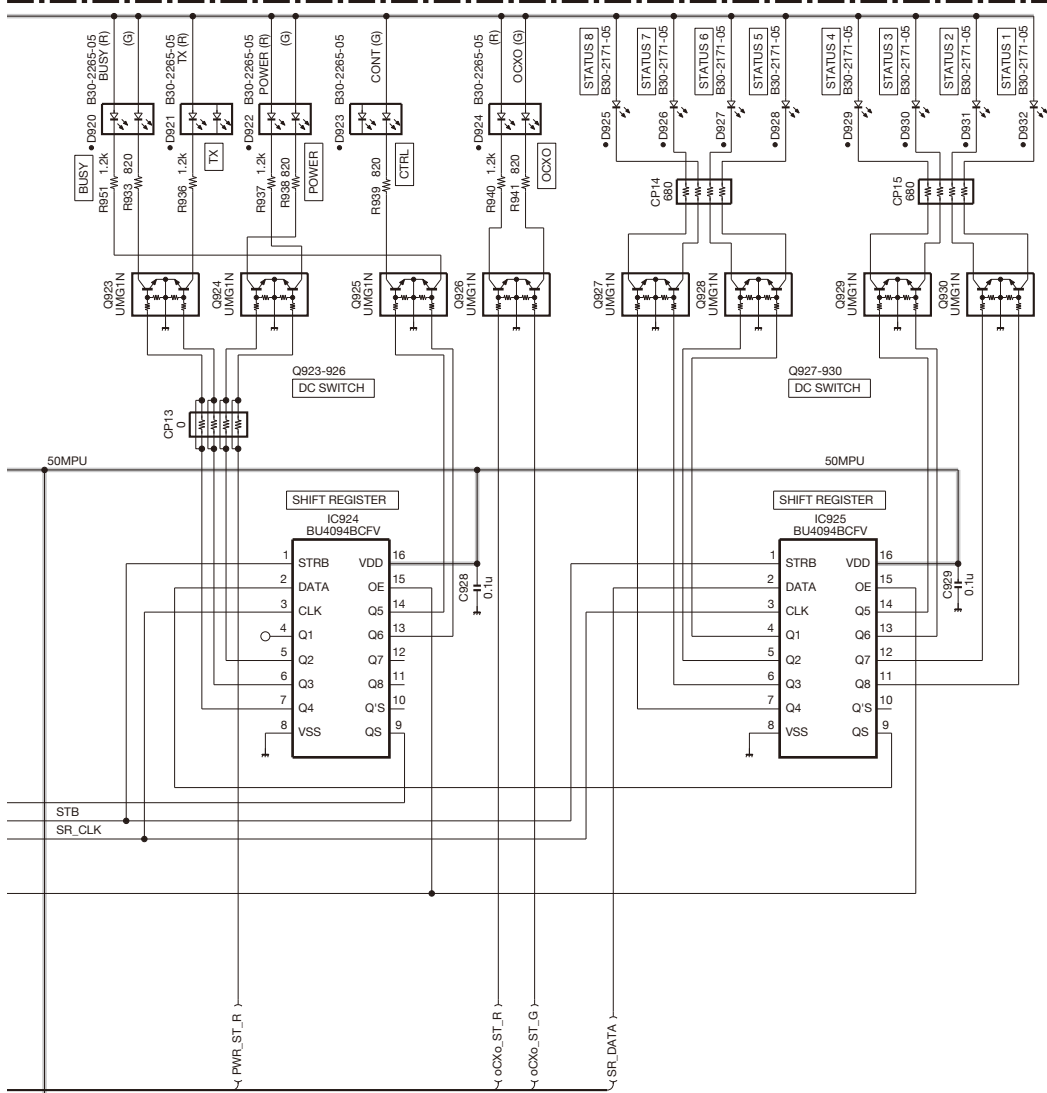 B30-2265-05
BUSY (R)
(G)
B30-2265-05
TX (R)
B30-2265-05
POWER (R)
(G)
B30-2265-05
CONT (G)
B30-2265-05
OCXO (R)
OCXO (G)
STATUS 8
B30-2171-05
STATUS 7
B30-2171-05
STATUS 6
B30-2171-05
STATUS 5
B30-2171-05
STATUS 4
B30-2171-05
STATUS 3
B30-2171-05
STATUS 2
B30-2171-05
STATUS 1
B30-2171-05
D920
D921
D922
D923
D924
D925
D926
D927
D928
D929
D930
D931
D932
BUSY
R951 1.2k
R933 820
R936 1.2k
TX
R937 1.2k
R938 820
POWER
R939 820
CTRL
R940 1.2k
R941 820
OCXO
CP14
680
CP15
680
Q923
UMG1N
Q924
UMG1N
Q925
UMG1N
Q926
UMG1N
Q927
UMG1N
Q928
UMG1N
Q929
UMG1N
Q930
UMG1N
Q923-926
DC SWITCH
Q927-930
DC SWITCH
CP13
0
50MPU
50MPU
SHIFT REGISTER
IC924
BU4094BCFV
1 STRB VDD 16
2 DATA OE 15
3 CLK Q5 14
4 Q1 Q6 13
5 Q2 Q7 12
6 Q3 Q8 11
7 Q4 Q'S 10
8 VSS QS 9
C928
0.1u
SHIFT REGISTER
IC925
BU4094BCFV
1 STRB VDD 16
2 DATA OE 15
3 CLK Q5 14
4 Q1 Q6 13
5 Q2 Q7 12
6 Q3 Q8 11
7 Q4 Q'S 10
8 VSS QS 9
C929
0.1u
STB
SR_CLK
PWR_ST_R
oCXo_ST_R
oCXo_ST_G
SR_DATA